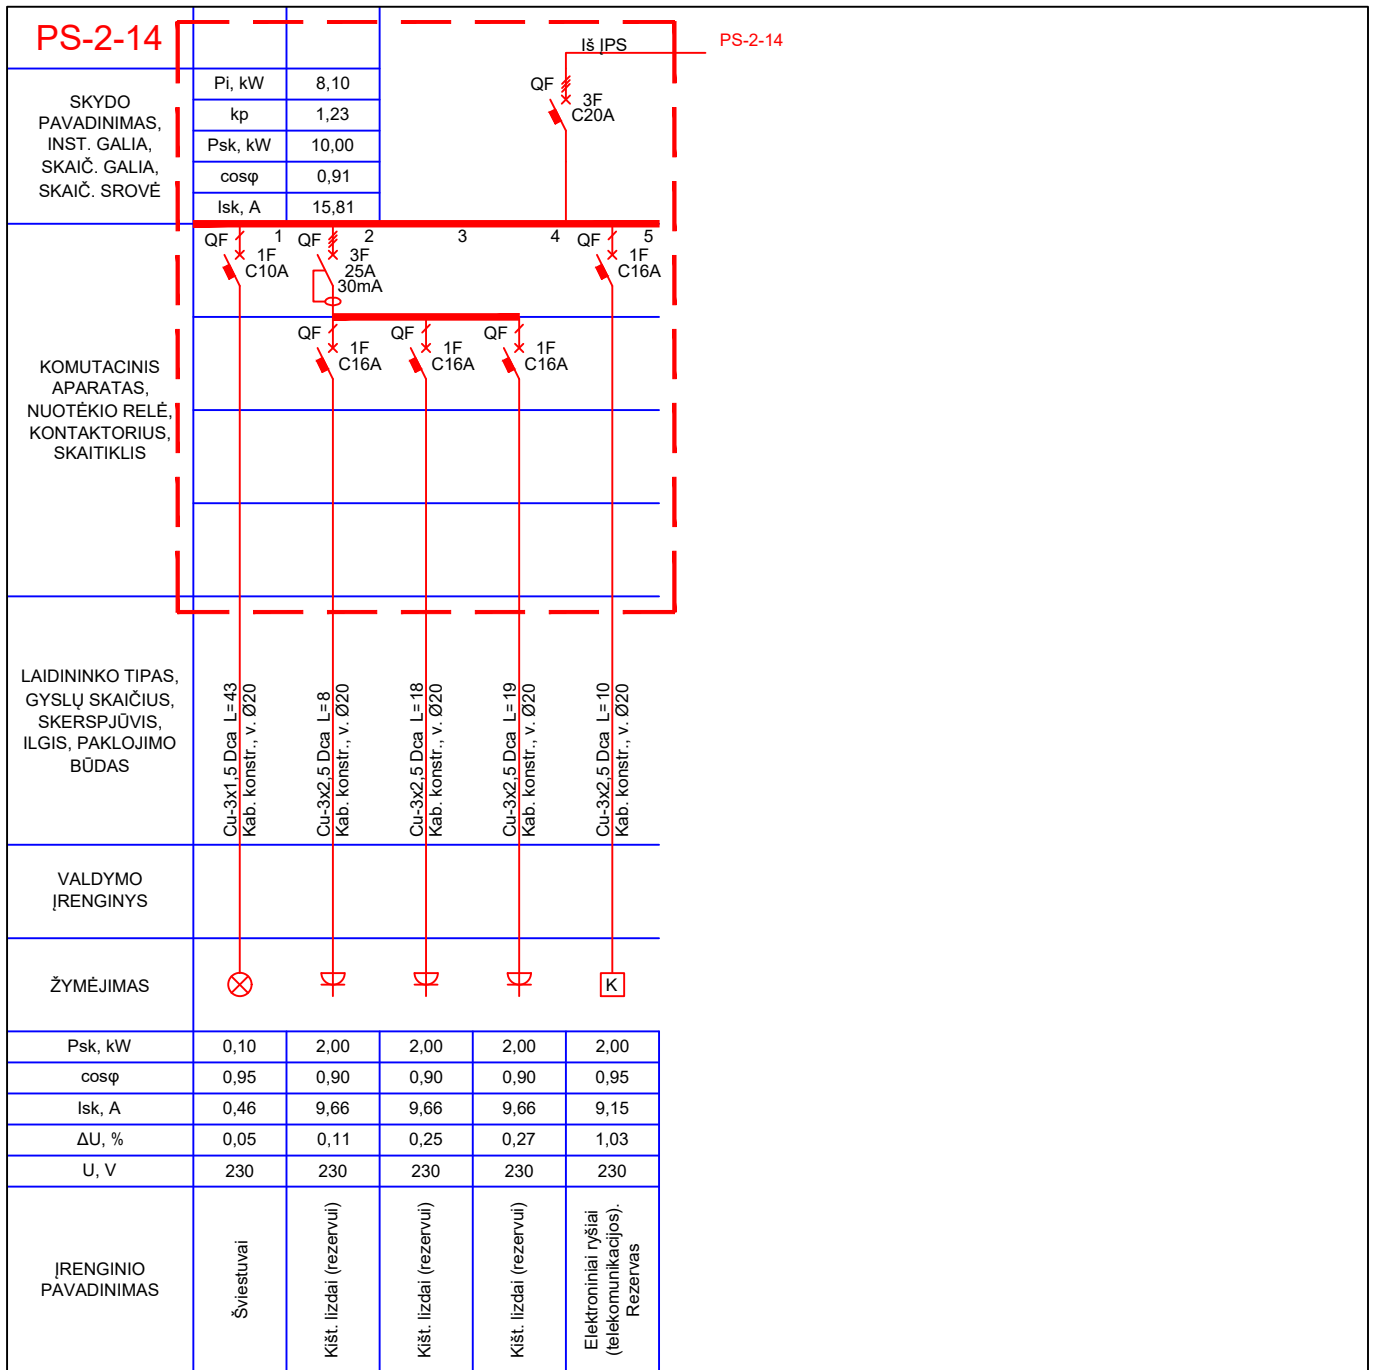 PS-2-14
Iš ĮPS
PS-2-14
SKYDO
PAVADINIMAS,
INST. GALIA,
SKAIČ. GALIA,
SKAIČ. SROVĖ
Pi, kW 8,10
kp 1,23
Psk, kW 10,00
cosφ 0,91
Isk, A 15,81
QF
3F
C20A
1 2 3 4 5
QF
1F
C10A
QF
3F
25A
30mA
QF
1F
C16A
QF
1F
C16A
QF
1F
C16A
QF
1F
C16A
KOMUTACINIS
APARATAS,
NUOTĖKIO RELĖ,
KONTAKTORIUS,
SKAITIKLIS
LAIDININKO TIPAS,
GYSLŲ SKAIČIUS,
SKERSPJŪVIS,
ILGIS, PAKLOJIMO
BŪDAS
Cu-3x1,5 Dca L=43
Kab. konstr., v. Ø20
Cu-3x2,5 Dca L=8
Kab. konstr., v. Ø20
Cu-3x2,5 Dca L=18
Kab. konstr., v. Ø20
Cu-3x2,5 Dca L=19
Kab. konstr., v. Ø20
Cu-3x2,5 Dca L=10
Kab. konstr., v. Ø20
VALDYMO
ĮRENGINYS
ŽYMĖJIMAS
K
Psk, kW 0,10 2,00 2,00 2,00 2,00
cosφ 0,95 0,90 0,90 0,90 0,95
Isk, A 0,46 9,66 9,66 9,66 9,15
ΔU, % 0,05 0,11 0,25 0,27 1,03
U, V 230 230 230 230 230
ĮRENGINIO
PAVADINIMAS
Šviestuvai
Kišt. lizdai (rezervui)
Kišt. lizdai (rezervui)
Kišt. lizdai (rezervui)
Elektroniniai ryšiai
(telekomunikacijos).
Rezervas